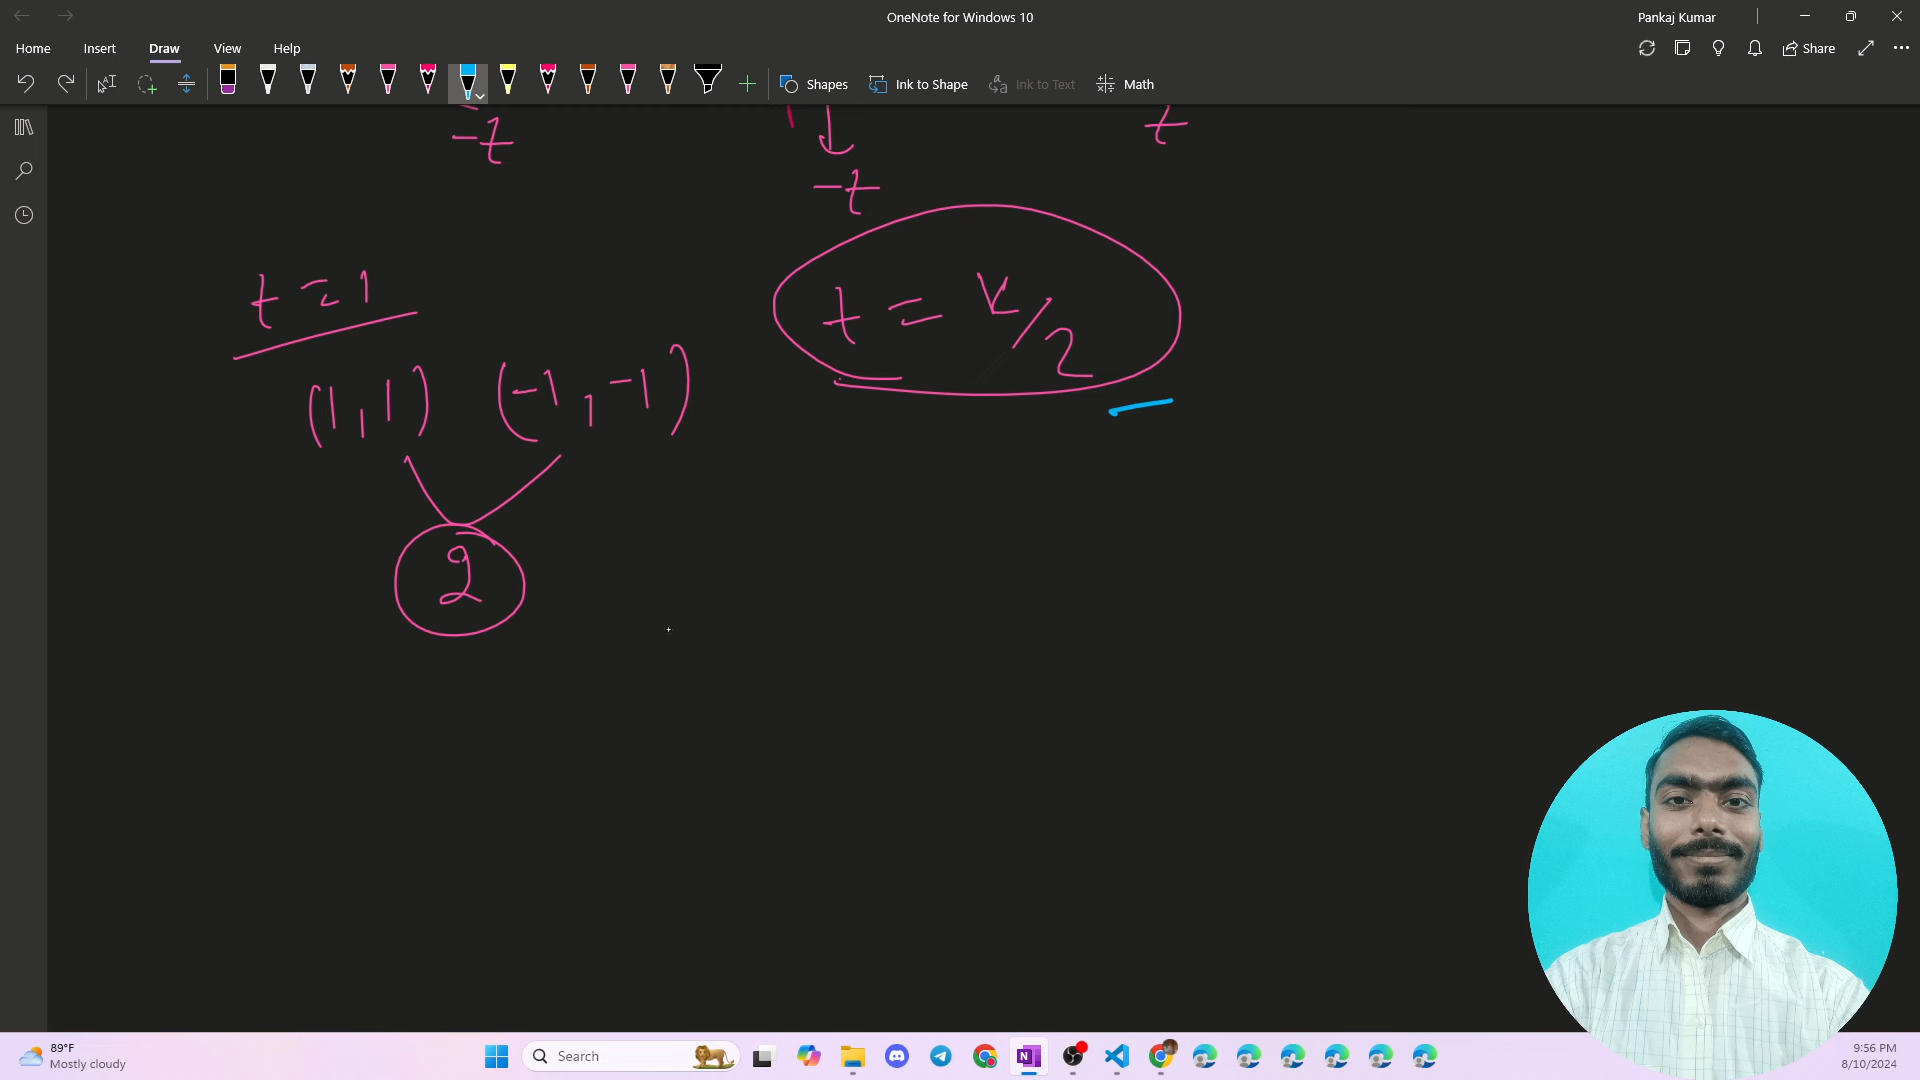 OneNote for Windows 10
Pankaj Kumar
Home Insert Draw View Help
Share
Shapes Ink to Shape Ink to Text Math
-t
t
-t
t = 1
t = k/2
(1,1) (-1,-1)
2
89°F
Mostly cloudy
Search
9:56 PM
8/10/2024